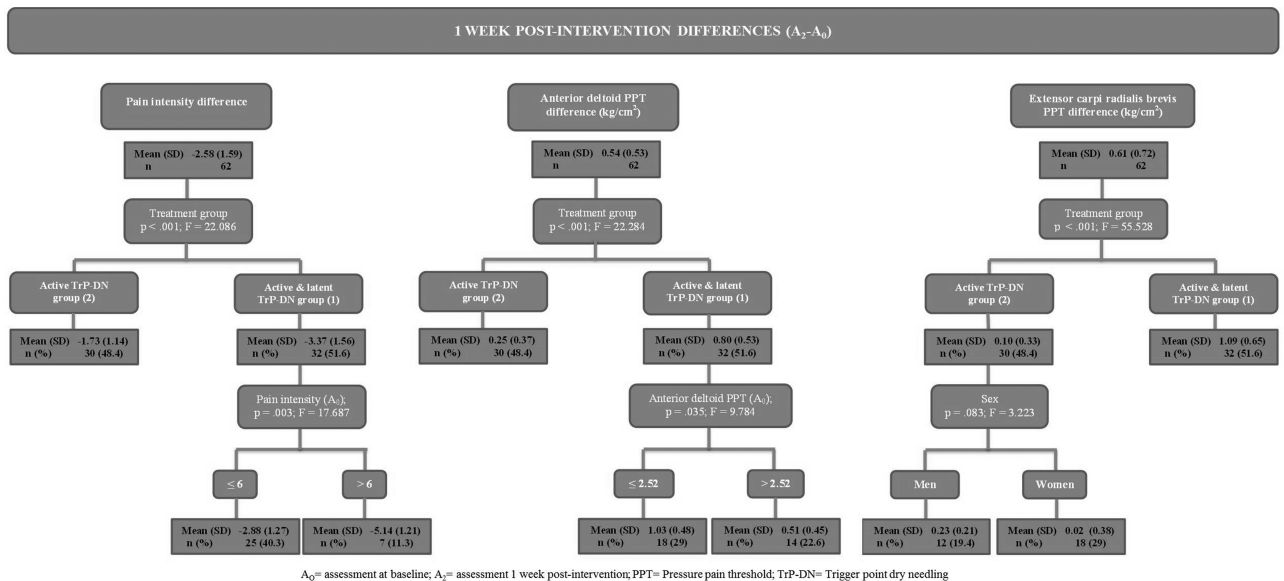 1 WEEK POST-INTERVENTION DIFFERENCES (A₂-A₀)
Pain intensity difference
Mean (SD) -2.58 (1.59)
n 62
Treatment group
p < .001; F = 22.086
Active TrP-DN
group (2)
Mean (SD) -1.73 (1.14)
n (%) 30 (48.4)
Active & latent
TrP-DN group (1)
Mean (SD) -3.37 (1.56)
n (%) 32 (51.6)
Pain intensity (A₀);
p = .003; F = 17.687
≤ 6
Mean (SD) -2.88 (1.27)
n (%) 25 (40.3)
> 6
Mean (SD) -5.14 (1.21)
n (%) 7 (11.3)
Anterior deltoid PPT
difference (kg/cm²)
Mean (SD) 0.54 (0.53)
n 62
Treatment group
p < .001; F = 22.284
Active TrP-DN
group (2)
Mean (SD) 0.25 (0.37)
n (%) 30 (48.4)
Active & latent
TrP-DN group (1)
Mean (SD) 0.80 (0.53)
n (%) 32 (51.6)
Anterior deltoid PPT (A₀);
p = .035; F = 9.784
≤ 2.52
Mean (SD) 1.03 (0.48)
n (%) 18 (29)
> 2.52
Mean (SD) 0.51 (0.45)
n (%) 14 (22.6)
Extensor carpi radialis brevis
PPT difference (kg/cm²)
Mean (SD) 0.61 (0.72)
n 62
Treatment group
p < .001; F = 55.528
Active TrP-DN
group (2)
Mean (SD) 0.10 (0.33)
n (%) 30 (48.4)
Active & latent
TrP-DN group (1)
Mean (SD) 1.09 (0.65)
n (%) 32 (51.6)
Sex
p = .083; F = 3.223
Men
Mean (SD) 0.23 (0.21)
n (%) 12 (19.4)
Women
Mean (SD) 0.02 (0.38)
n (%) 18 (29)
A₀= assessment at baseline; A₂= assessment 1 week post-intervention; PPT= Pressure pain threshold; TrP-DN= Trigger point dry needling